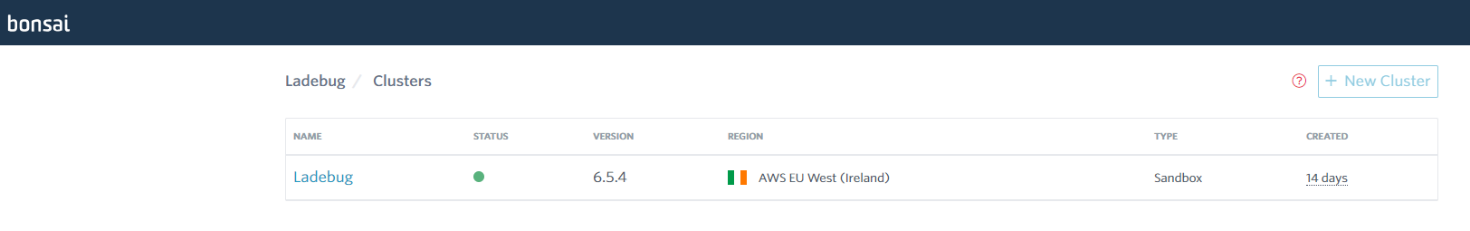 bonsai
Ladebug / Clusters
? + New Cluster
NAME STATUS VERSION REGION TYPE CREATED
Ladebug 6.5.4 AWS EU West (Ireland) Sandbox 14 days